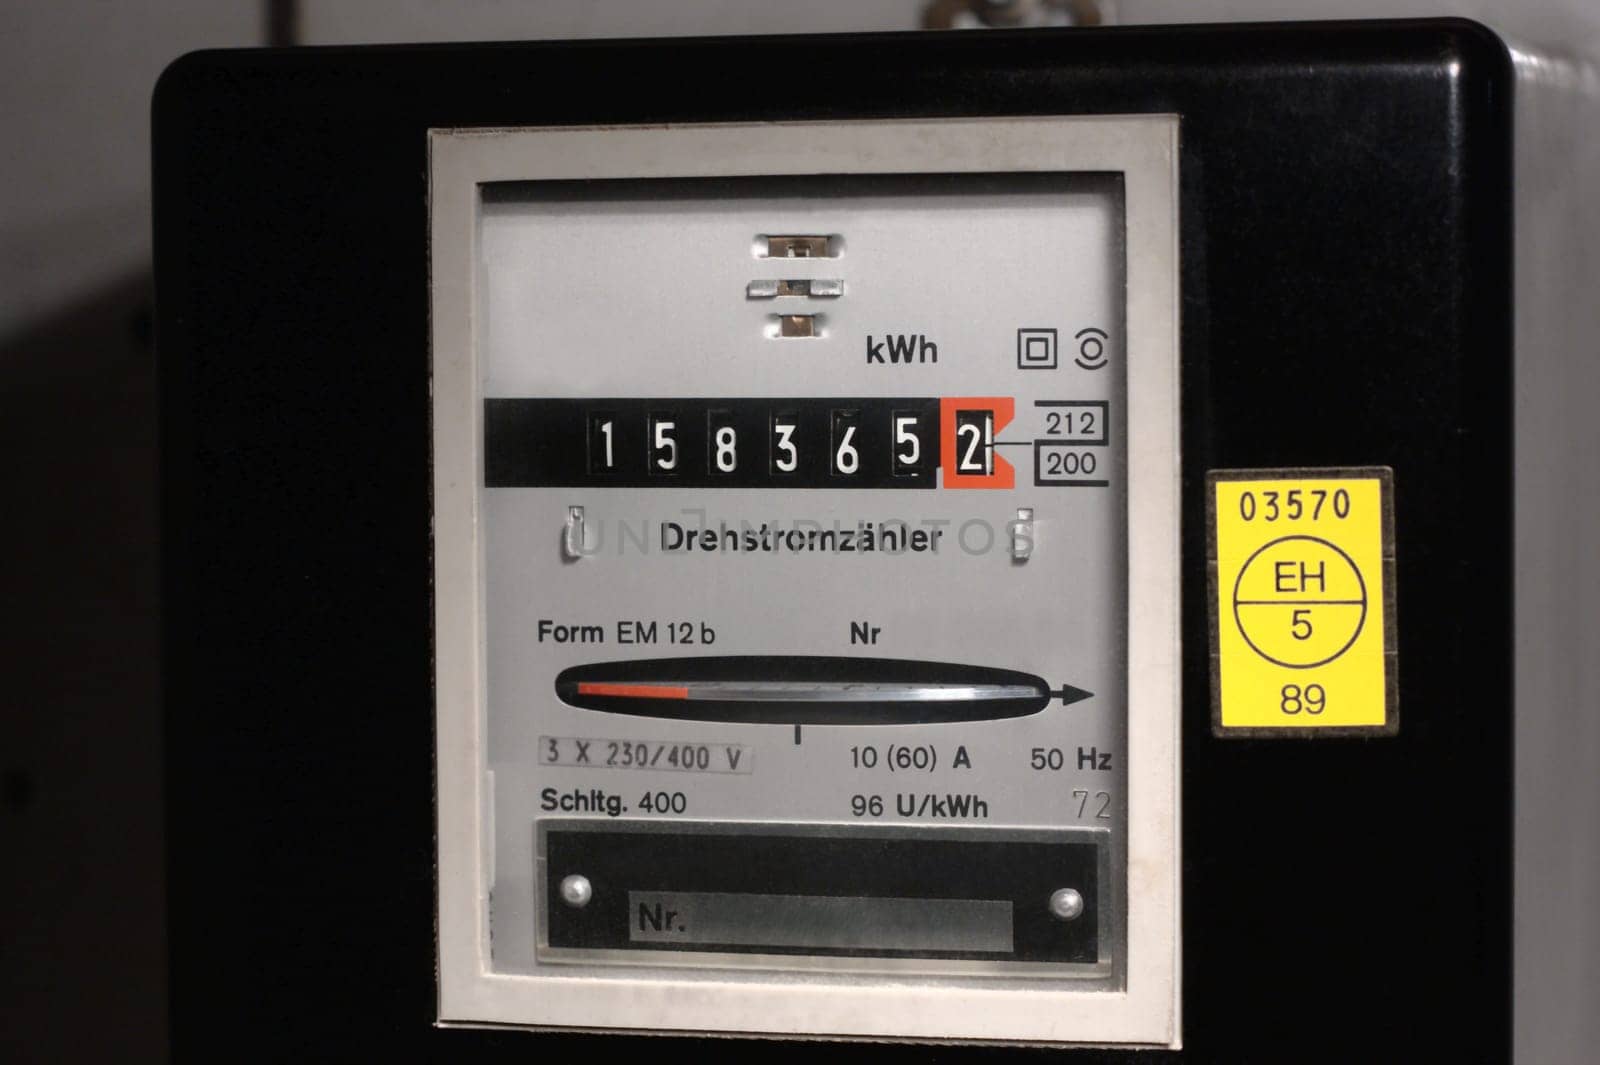 kWh
1 5 8 3 6 5 2
212
200
Drehstromzähler
Form EM 12 b Nr
3 X 230/400 V 10 (60) A 50 Hz
Schltg. 400 96 U/kWh 72
Nr.
03570
EH
5
89